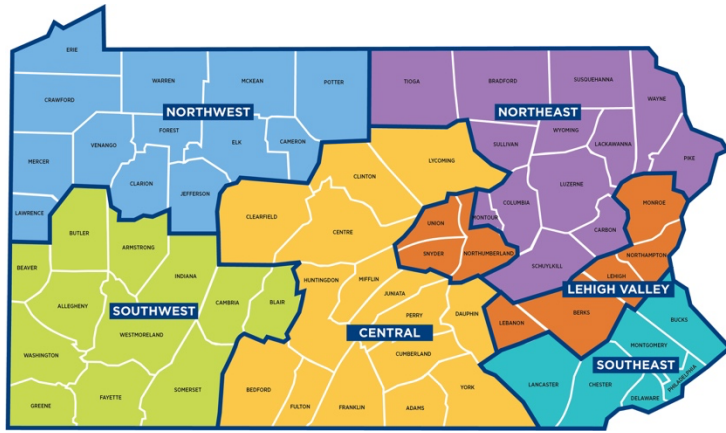 ERIE
WARREN
MCKEAN
POTTER
CRAWFORD
NORTHWEST
FOREST
ELK
CAMERON
VENANGO
MERCER
CLARION
JEFFERSON
LAWRENCE
TIOGA
BRADFORD
SUSQUEHANNA
WAYNE
NORTHEAST
WYOMING
SULLIVAN
LACKAWANNA
PIKE
LUZERNE
COLUMBIA
MONTOUR
CARBON
SCHUYLKILL
LYCOMING
CLINTON
CLEARFIELD
CENTRE
UNION
SNYDER
NORTHUMBERLAND
MONROE
NORTHAMPTON
LEHIGH
LEHIGH VALLEY
BERKS
LEBANON
BUTLER
ARMSTRONG
BEAVER
INDIANA
ALLEGHENY
SOUTHWEST
CAMBRIA
BLAIR
WESTMORELAND
WASHINGTON
GREENE
FAYETTE
SOMERSET
HUNTINGDON
MIFFLIN
JUNIATA
PERRY
DAUPHIN
CENTRAL
CUMBERLAND
BEDFORD
FULTON
FRANKLIN
ADAMS
YORK
BUCKS
MONTGOMERY
SOUTHEAST
PHILADELPHIA
LANCASTER
CHESTER
DELAWARE